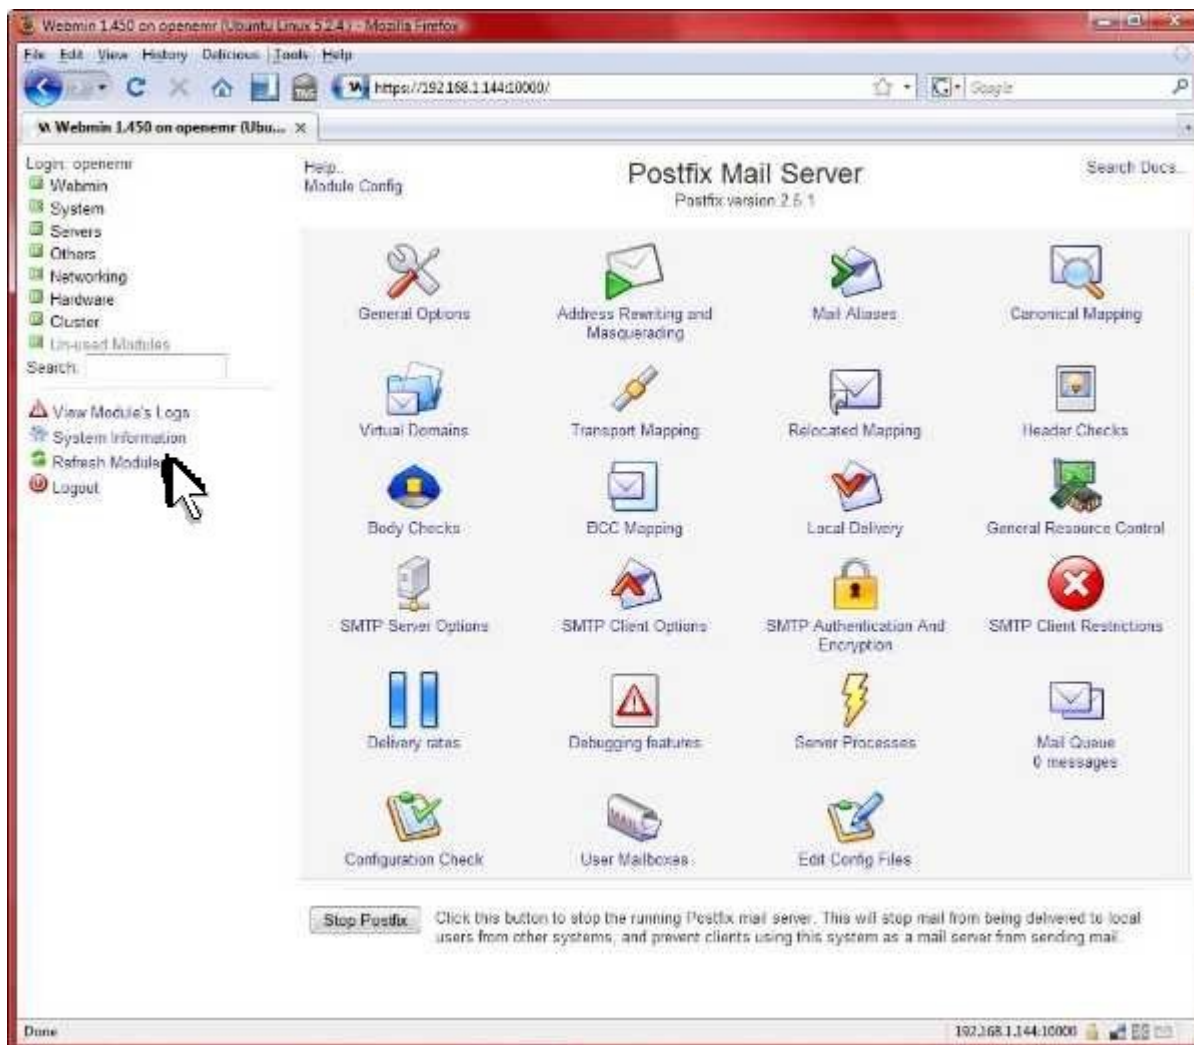 Webmin 1.450 on openemr (Ubuntu Linux 5.2.4) - Mozilla Firefox
File Edit View History Delicious Tools Help
https://192.168.1.144:10000/
Google
Webmin 1.450 on openemr (Ubu...
Login: openemr
Webmin
System
Servers
Others
Networking
Hardware
Cluster
Un-used Modules
Search:
View Module's Logs
System Information
Refresh Modules
Logout
Help..
Module Config
Postfix Mail Server
Postfix version 2.5.1
Search Docs..
General Options
Address Rewriting and Masquerading
Mail Aliases
Canonical Mapping
Virtual Domains
Transport Mapping
Relocated Mapping
Header Checks
Body Checks
BCC Mapping
Local Delivery
General Resource Control
SMTP Server Options
SMTP Client Options
SMTP Authentication And Encryption
SMTP Client Restrictions
Delivery rates
Debugging features
Server Processes
Mail Queue
0 messages
MAIL
Configuration Check
User Mailboxes
Edit Config Files
Stop Postfix
Click this button to stop the running Postfix mail server. This will stop mail from being delivered to local
users from other systems, and prevent clients using this system as a mail server from sending mail.
Done
192.168.1.144:10000